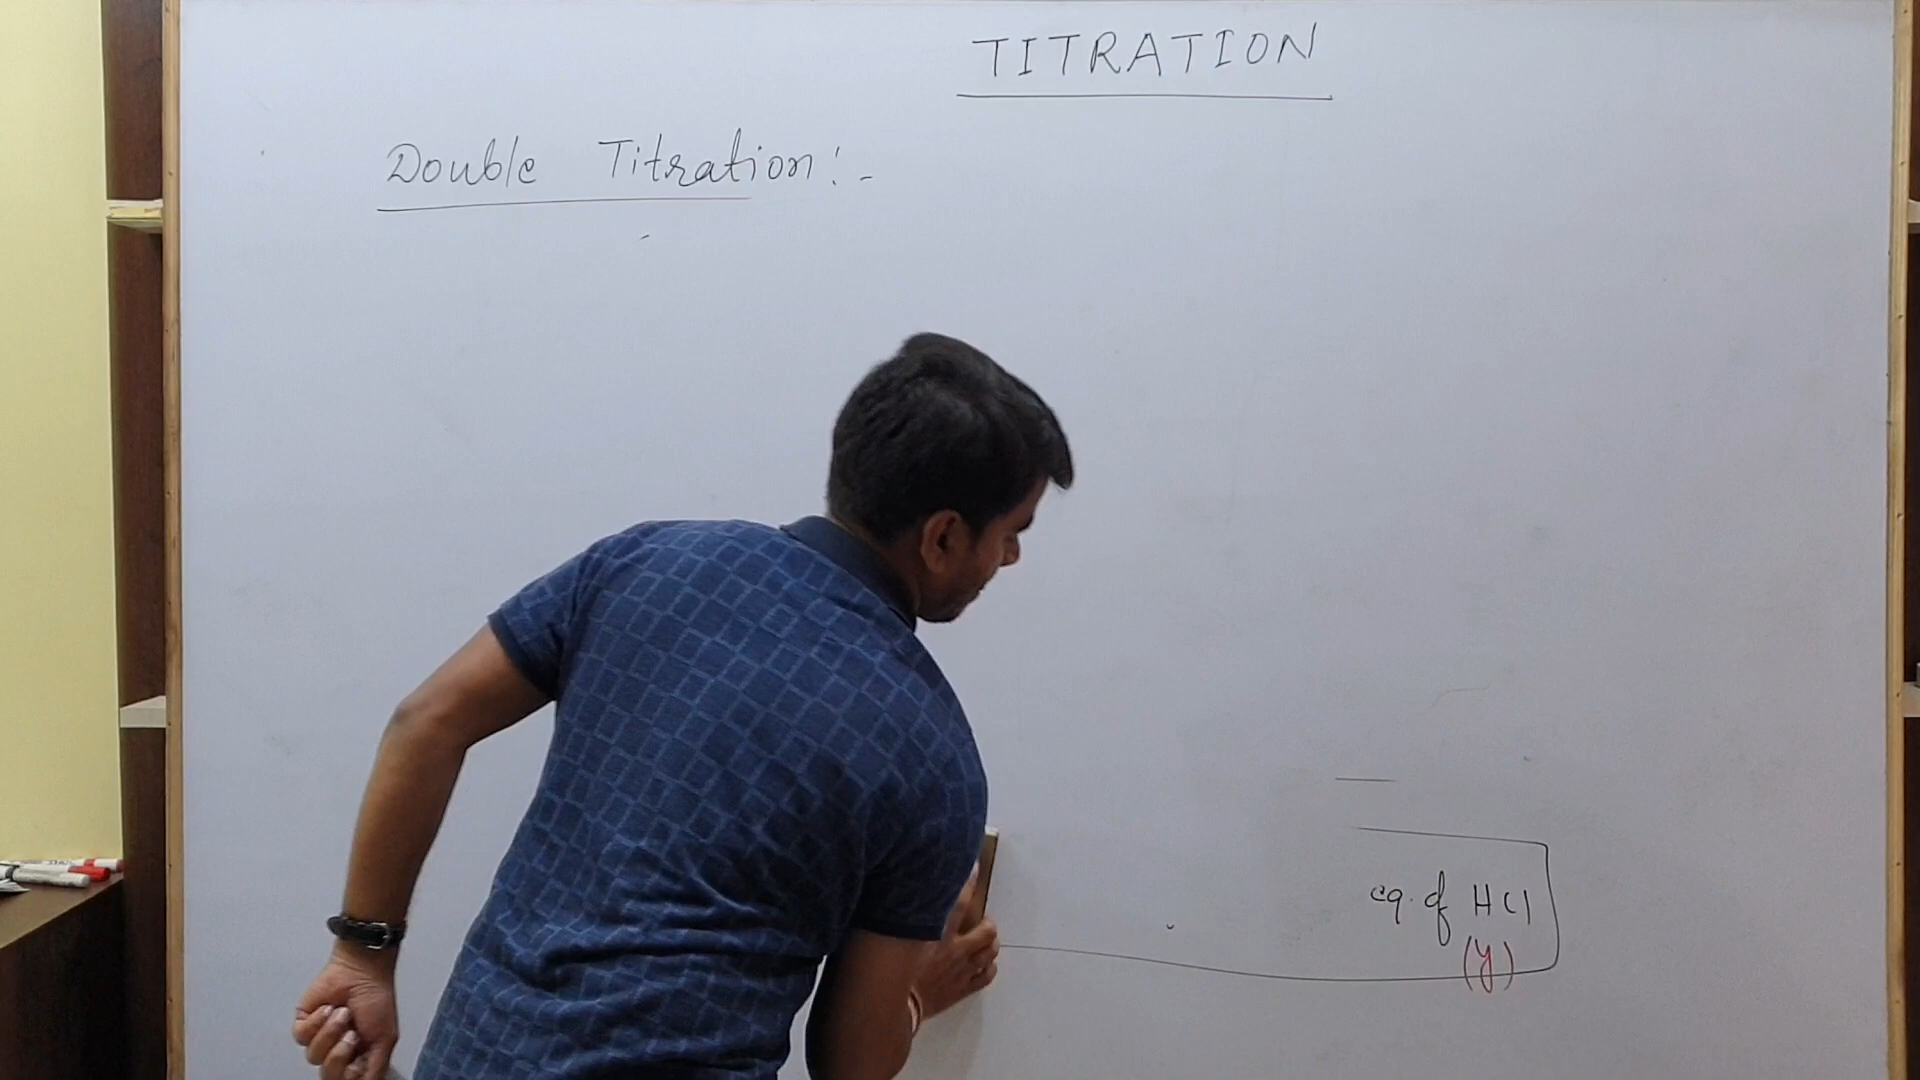 TITRATION
Double Titration:-
eq. of HCl
(y)